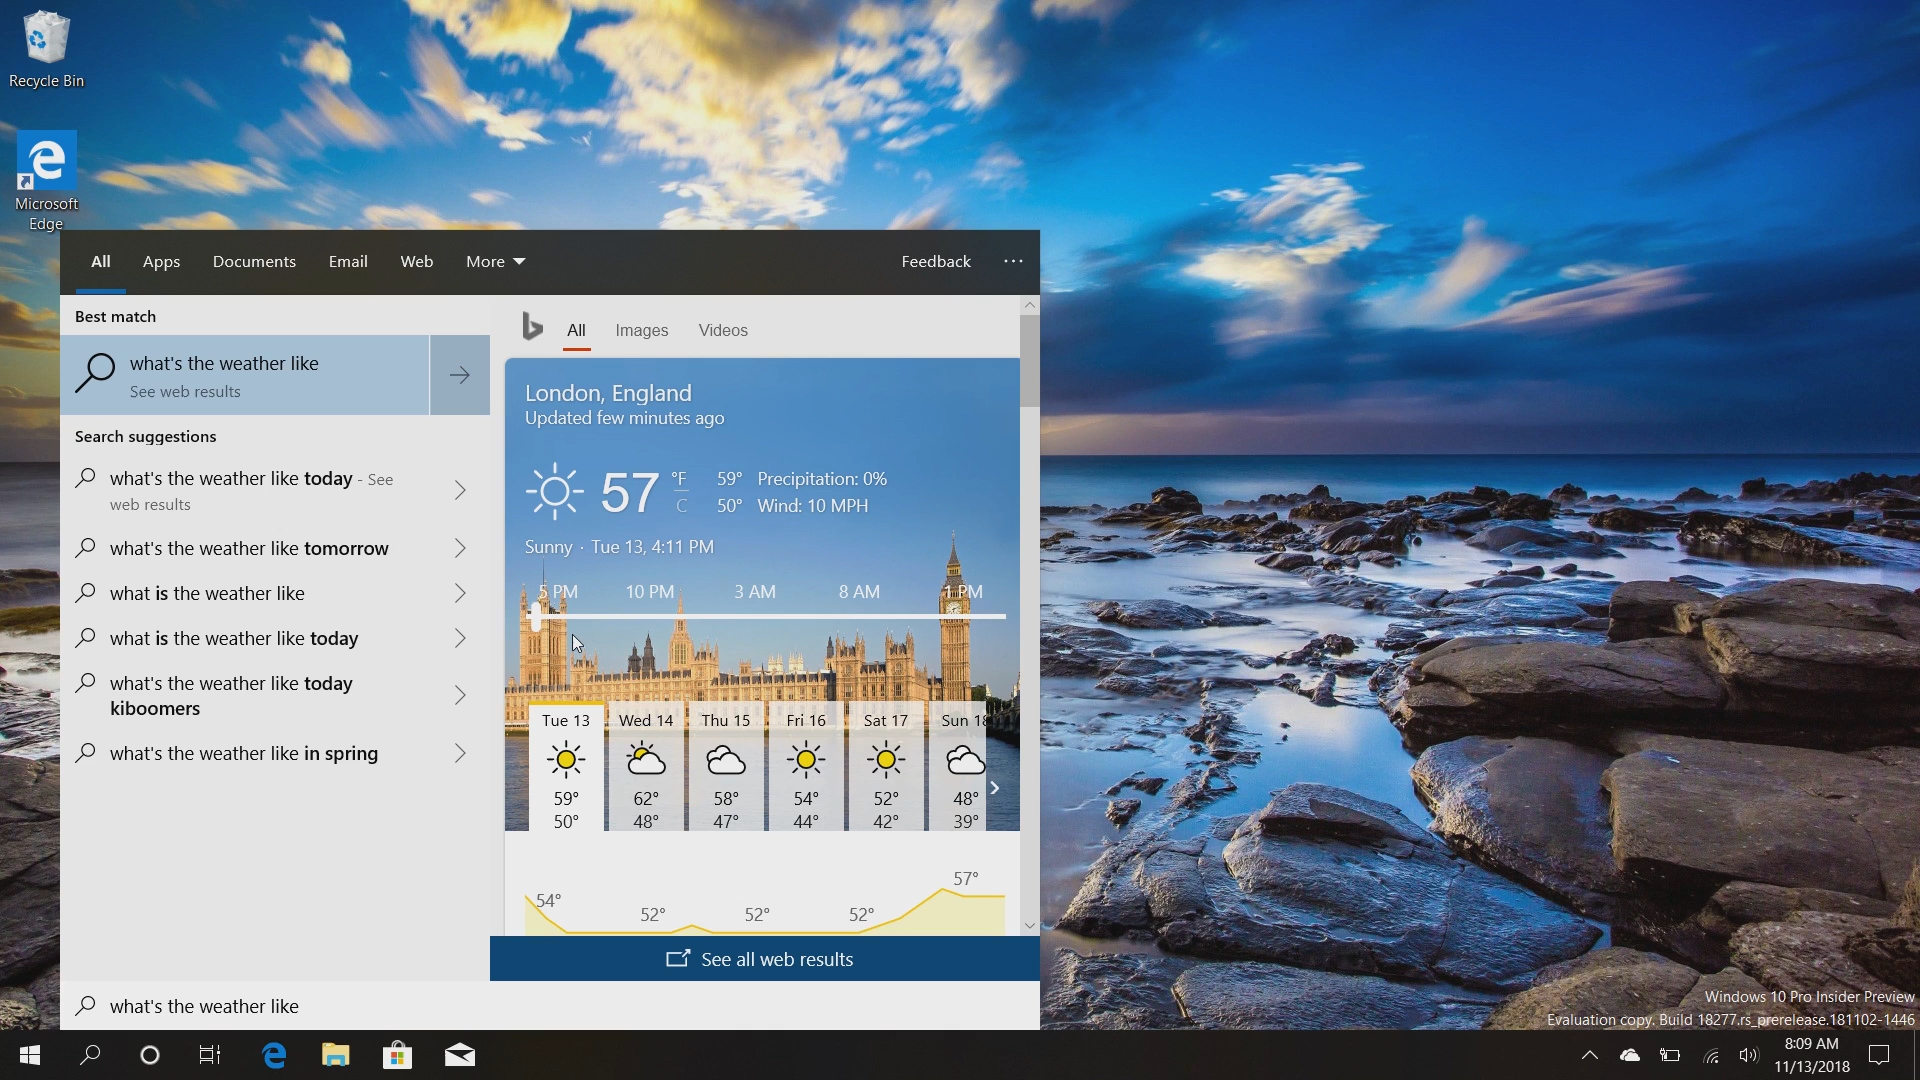 Recycle Bin
Microsoft
Edge
All Apps Documents Email Web More Feedback ...
Best match
what's the weather like
See web results
Search suggestions
what's the weather like today - See
web results
what's the weather like tomorrow
what is the weather like
what is the weather like today
what's the weather like today
kiboomers
what's the weather like in spring
All Images Videos
London, England
Updated few minutes ago
57 °F
C
59° Precipitation: 0%
50° Wind: 10 MPH
Sunny · Tue 13, 4:11 PM
5 PM 10 PM 3 AM 8 AM 1 PM
Tue 13 Wed 14 Thu 15 Fri 16 Sat 17 Sun 18
59° 62° 58° 54° 52° 48°
50° 48° 47° 44° 42° 39°
54° 52° 52° 52° 57°
See all web results
what's the weather like
Windows 10 Pro Insider Preview
Evaluation copy. Build 18277.rs_prerelease.181102-1446
8:09 AM
11/13/2018